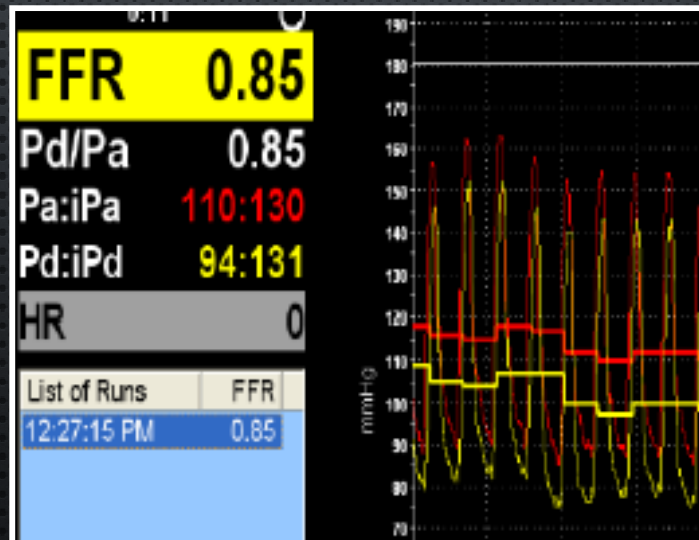 FFR 0.85
Pd/Pa 0.85
Pa:iPa 110:130
Pd:iPd 94:131
HR 0
List of Runs FFR
12:27:15 PM 0.85
190
180
170
160
150
140
130
120
110
100
90
80
70
mmHg